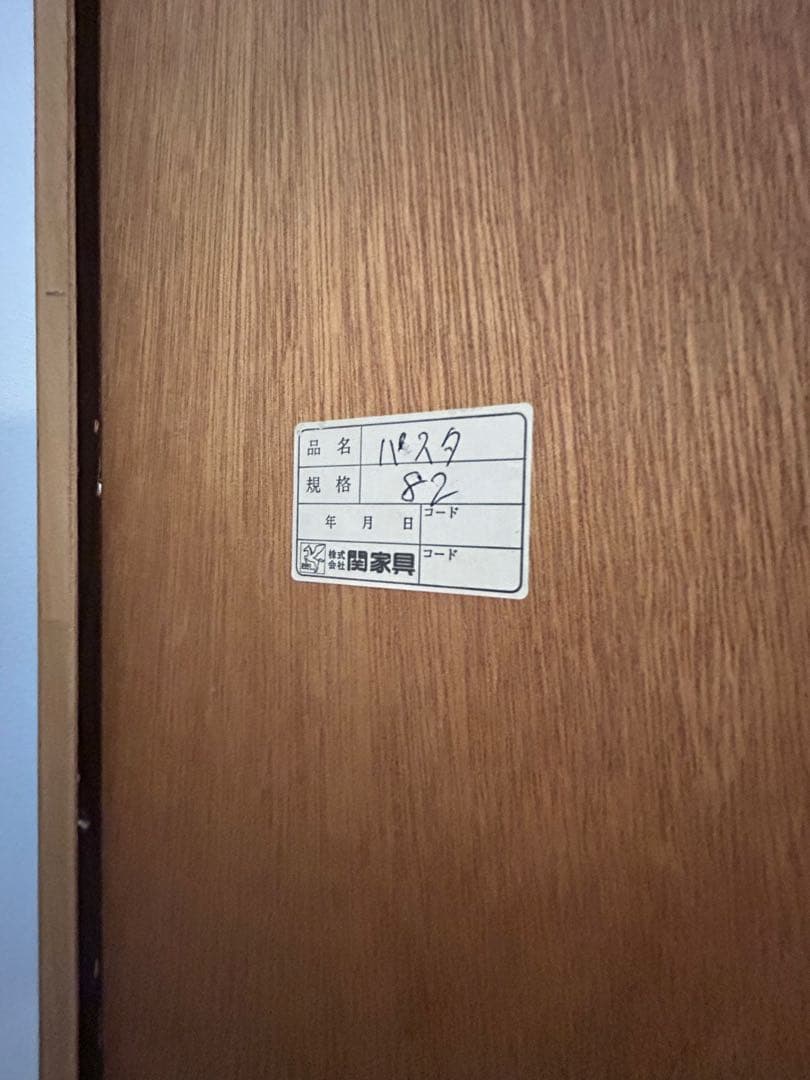 品名 パスタ
規格 82
年 月 日 コード
株式会社 関家具 コード